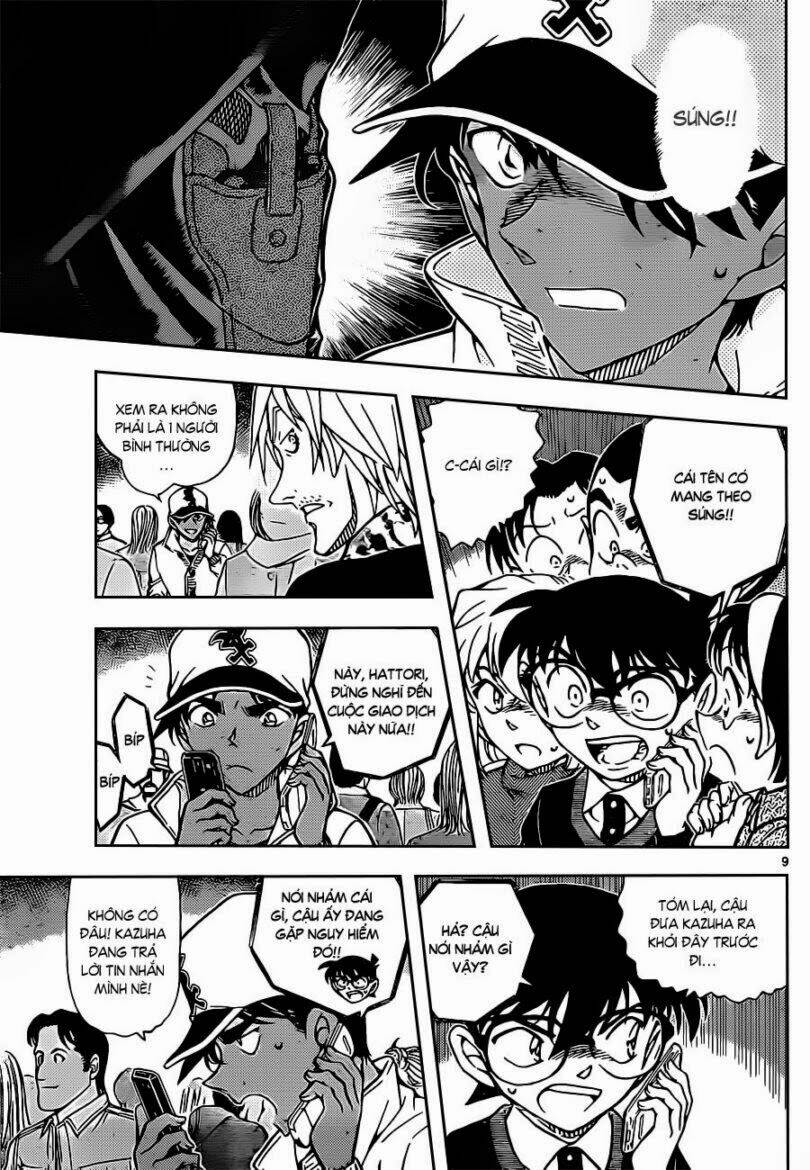 SÚNG!!
CÁI TÊN CÓ
MANG THEO
SÚNG!!
C-CÁI GÌ!?
XEM RA KHÔNG
PHẢI LÀ 1 NGƯỜI
BÌNH THƯỜNG
...
NÀY, HATTORI,
ĐỪNG NGHĨ ĐẾN
CUỘC GIAO DỊCH
NÀY NỮA!!
BÍP
BÍP
9
TÓM LẠI, CẬU
ĐƯA KAZUHA RA
KHỎI ĐÂY TRƯỚC
ĐI...
HẢ? CẬU
NÓI NHẢM GÌ
VẬY?
NÓI NHẢM CÁI
GÌ, CẬU ẤY ĐANG
GẶP NGUY HIỂM
ĐÓ!!
KHÔNG CÓ
ĐÂU! KAZUHA
ĐANG TRẢ
LỜI TIN NHẮN
MÌNH NÈ!